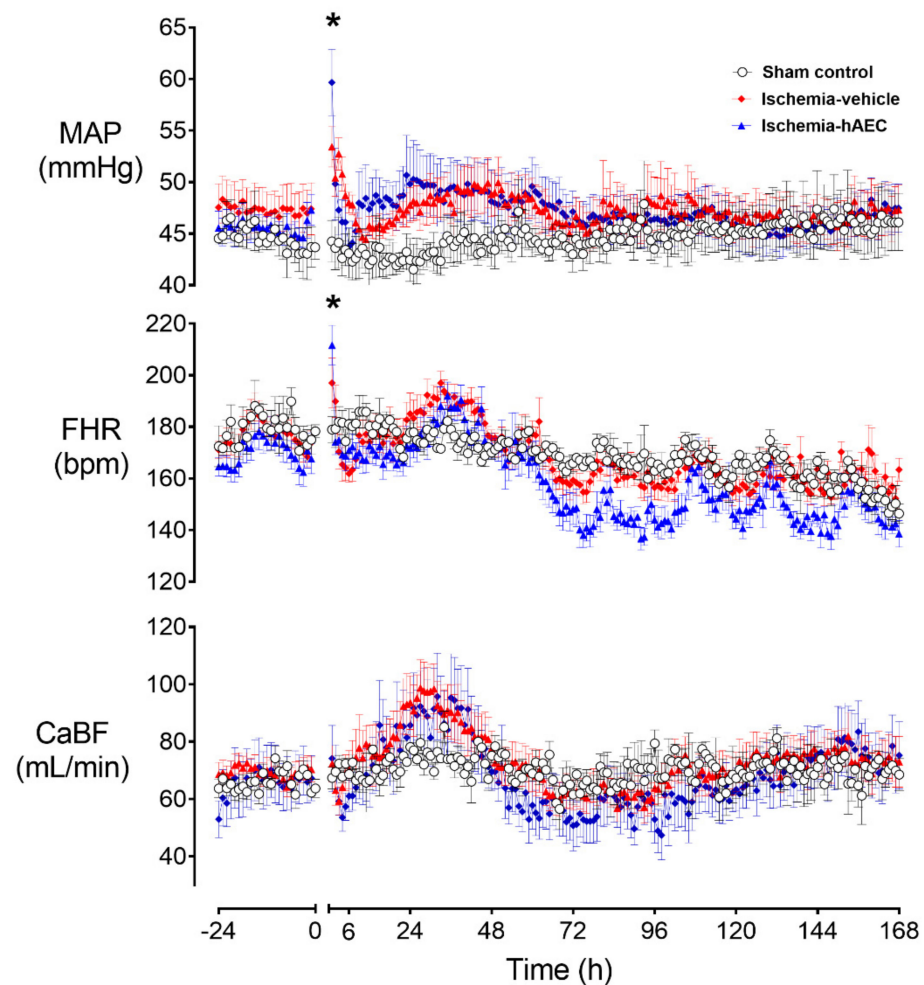 *
65
60
55
50
45
40
MAP
(mmHg)
Sham control
Ischemia-vehicle
Ischemia-hAEC
*
220
200
180
160
140
120
FHR
(bpm)
120
100
80
60
40
CaBF
(mL/min)
-24 0 6 24 48 72 96 120 144 168
Time (h)